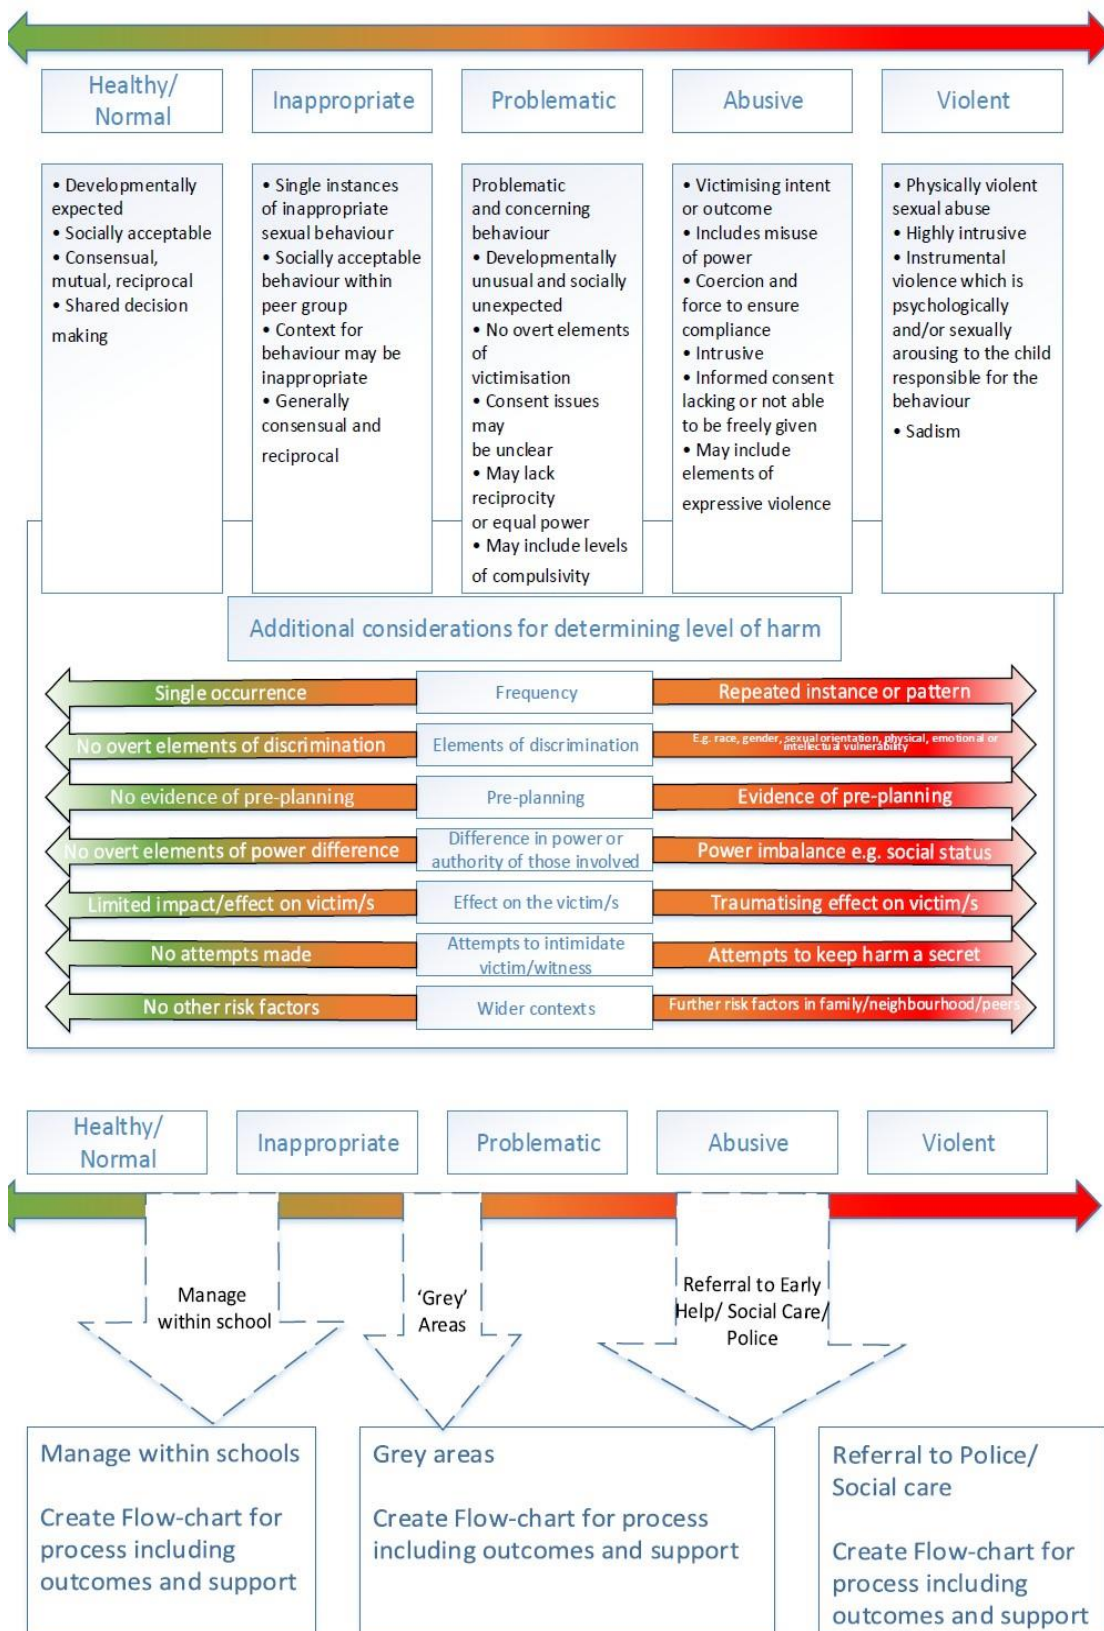 Healthy/
Normal
Inappropriate
Problematic
Abusive
Violent
• Developmentally
expected
• Socially acceptable
• Consensual,
mutual, reciprocal
• Shared decision
making
• Single instances
of inappropriate
sexual behaviour
• Socially acceptable
behaviour within
peer group
• Context for
behaviour may be
inappropriate
• Generally
consensual and
reciprocal
Problematic
and concerning
behaviour
• Developmentally
unusual and socially
unexpected
• No overt elements
of
victimisation
• Consent issues
may
be unclear
• May lack
reciprocity
or equal power
• May include levels
of compulsivity
• Victimising intent
or outcome
• Includes misuse
of power
• Coercion and
force to ensure
compliance
• Intrusive
• Informed consent
lacking or not able
to be freely given
• May include
elements of
expressive violence
• Physically violent
sexual abuse
• Highly intrusive
• Instrumental
violence which is
psychologically
and/or sexually
arousing to the child
responsible for the
behaviour
• Sadism
Additional considerations for determining level of harm
Single occurrence
Frequency
Repeated instance or pattern
No overt elements of discrimination
Elements of discrimination
E.g. race, gender, sexual orientation, physical, emotional or
intellectual vulnerability
No evidence of pre-planning
Pre-planning
Evidence of pre-planning
No overt elements of power difference
Difference in power or
authority of those involved
Power imbalance e.g. social status
Limited impact/effect on victim/s
Effect on the victim/s
Traumatising effect on victim/s
No attempts made
Attempts to intimidate
victim/witness
Attempts to keep harm a secret
No other risk factors
Wider contexts
Further risk factors in family/neighbourhood/peers
Healthy/
Normal
Inappropriate
Problematic
Abusive
Violent
Manage
within school
‘Grey’
Areas
Referral to Early
Help/ Social Care/
Police
Manage within schools
Create Flow-chart for
process including
outcomes and support
Grey areas
Create Flow-chart for process
including outcomes and support
Referral to Police/
Social care
Create Flow-chart for
process including
outcomes and support